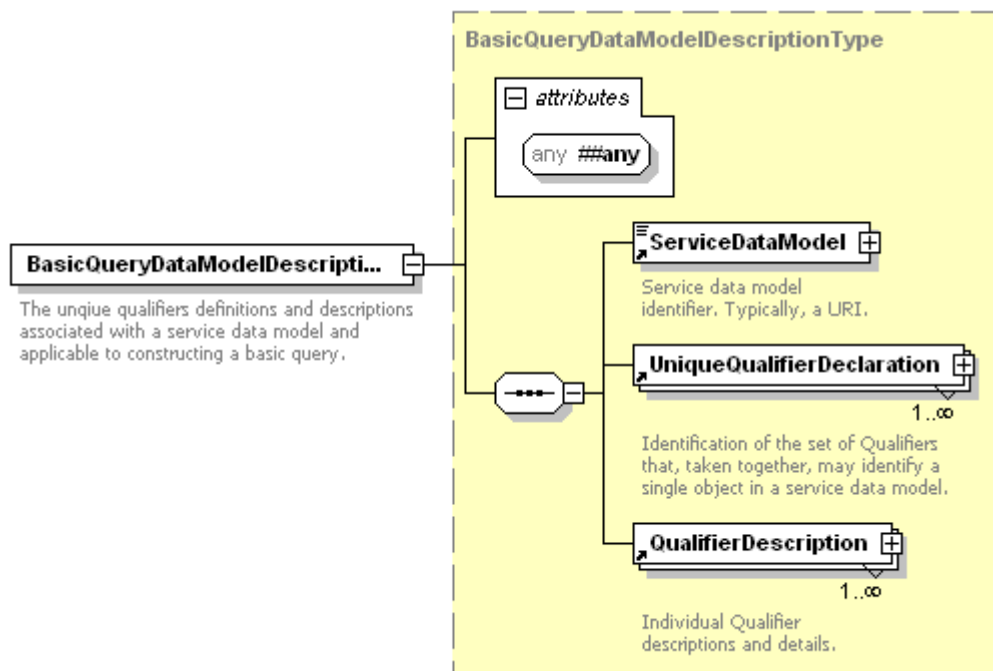 BasicQueryDataModelDescriptionType
attributes
any ##any
BasicQueryDataModelDescripti...
The unqiue qualifiers definitions and descriptions
associated with a service data model and
applicable to constructing a basic query.
ServiceDataModel
Service data model
identifier. Typically, a URI.
UniqueQualifierDeclaration
1..∞
Identification of the set of Qualifiers
that, taken together, may identify a
single object in a service data model.
QualifierDescription
1..∞
Individual Qualifier
descriptions and details.